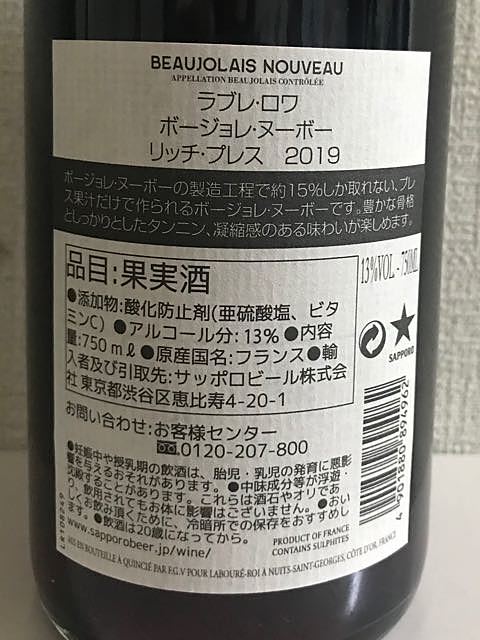 BEAUJOLAIS NOUVEAU
APPELLATION BEAUJOLAIS CONTRÔLÉE
ラブレ・ロワ
ボージョレ・ヌーボー
リッチ・プレス 2019
ボージョレ・ヌーボーの製造工程で約15%しか取れない、プレ
ス果汁だけで作られるボージョレ・ヌーボーです。豊かな骨格
としっかりとしたタンニン、凝縮感のある味わいが楽しめます。
品目:果実酒
●添加物:酸化防止剤(亜硫酸塩、ビタ
ミンC) ●アルコール分:13% ●内容
量:750mℓ ●原産国名:フランス ●輸
入者及び引取先:サッポロビール株式会
社 東京都渋谷区恵比寿4-20-1
お問い合わせ:お客様センター
0120-207-800
●妊娠中や授乳期の飲酒は、胎児・乳児の発育に悪影
響を与えるおそれがあります。●中味成分等が浮遊・
沈殿することがあります。これらは酒石やオリであ
り、飲用されてもお体に影響はございません。●おい
しくお飲み頂くために、冷暗所での保存をおすすめし
ます。●飲酒は20歳になってから。
www.sapporobeer.jp/wine/
PRODUCT OF FRANCE
CONTAINS SULPHITES
MIS EN BOUTEILLE À QUINCIÉ PAR F.G.V POUR LABOURÉ-ROI À NUITS-SAINT-GEORGES, CÔTE D'OR, FRANCE
13%VOL - 750ML
SAPPORO
4 901880 894962